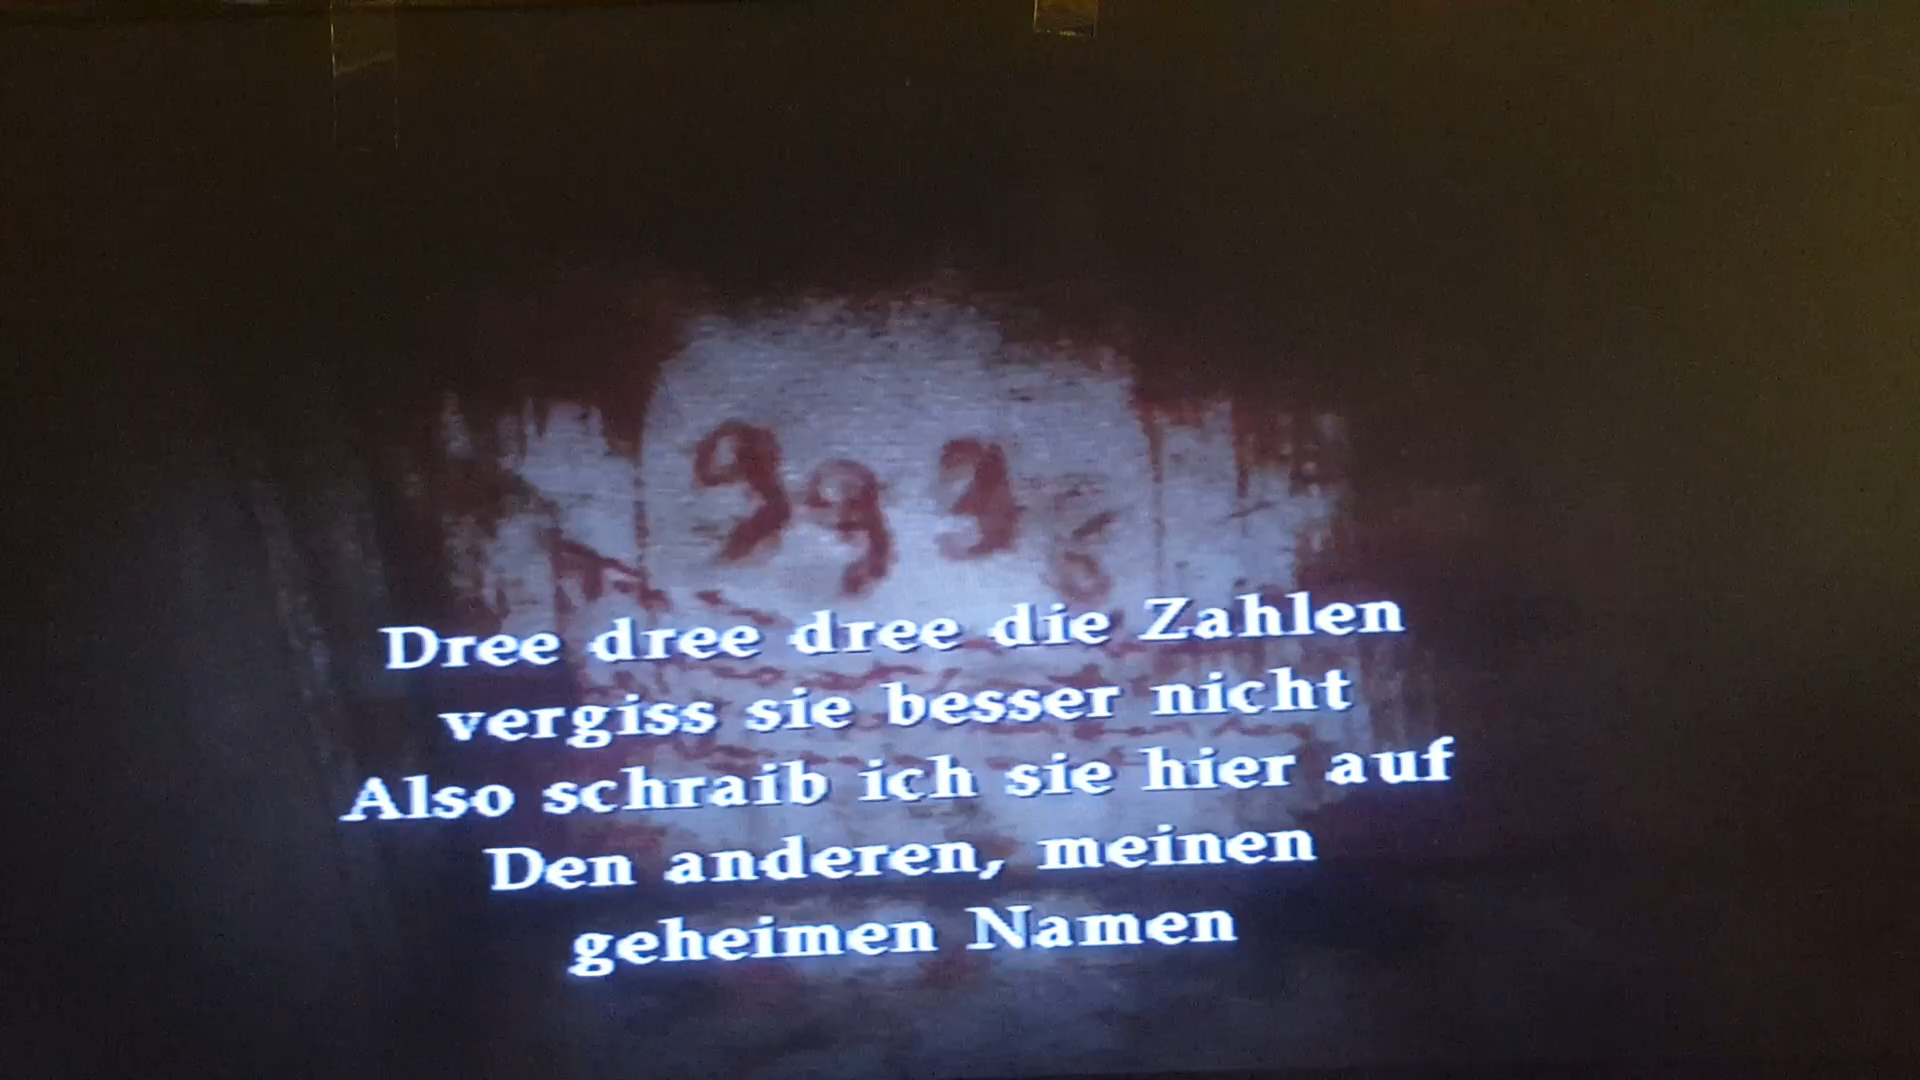 Dree dree dree die Zahlen
vergiss sie besser nicht
Also schraib ich sie hier auf
Den anderen, meinen
geheimen Namen